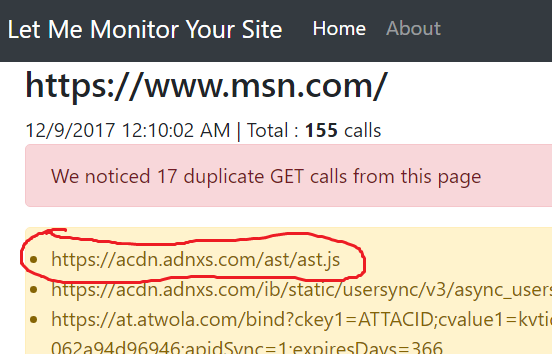 Let Me Monitor Your Site Home About
https://www.msn.com/
12/9/2017 12:10:02 AM | Total : 155 calls
We noticed 17 duplicate GET calls from this page
https://acdn.adnxs.com/ast/ast.js
https://acdn.adnxs.com/ib/static/usersync/v3/async_users
https://at.atwola.com/bind?ckey1=ATTACID;cvalue1=kvtic
062a94d96946;apidSync=1;expiresDays=366